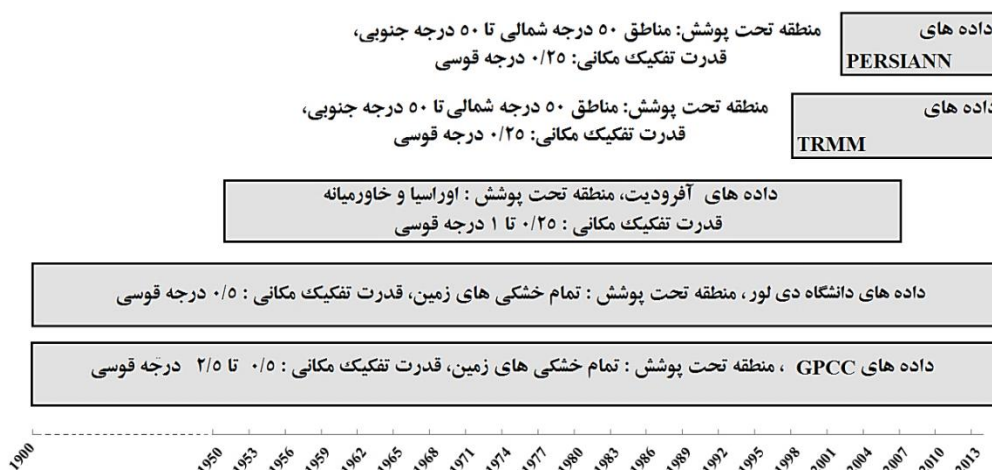 داده های
PERSIANN
منطقه تحت پوشش: مناطق ۵۰ درجه شمالی تا ۵۰ درجه جنوبی،
قدرت تفکیک مکانی: ۰/۲۵ درجه قوسی
داده های
TRMM
منطقه تحت پوشش: مناطق ۵۰ درجه شمالی تا ۵۰ درجه جنوبی،
قدرت تفکیک مکانی: ۰/۲۵ درجه قوسی
داده های آفرودیت، منطقه تحت پوشش : اوراسیا و خاورمیانه
قدرت تفکیک مکانی : ۰/۲۵ تا ۱ درجه قوسی
داده های دانشگاه دی لور ، منطقه تحت پوشش : تمام خشکی های زمین، قدرت تفکیک مکانی : ۰/۵ درجه قوسی
داده های GPCC ، منطقه تحت پوشش : تمام خشکی های زمین، قدرت تفکیک مکانی : ۰/۵ تا ۲/۵ درجه قوسی
1900 1950 1953 1956 1959 1962 1965 1968 1971 1974 1977 1980 1983 1986 1989 1992 1995 1998 2001 2004 2007 2010 2013